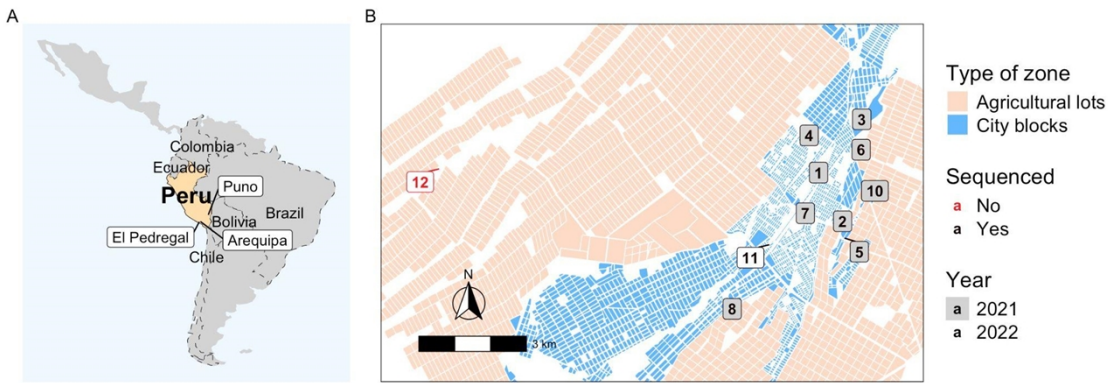 A
Colombia
Ecuador
Peru
Puno
Bolivia
Brazil
El Pedregal
Arequipa
Chile
B
3
4
6
1
12
10
7
2
11
5
8
N
3 km
Type of zone
Agricultural lots
City blocks
Sequenced
a No
a Yes
Year
a 2021
a 2022